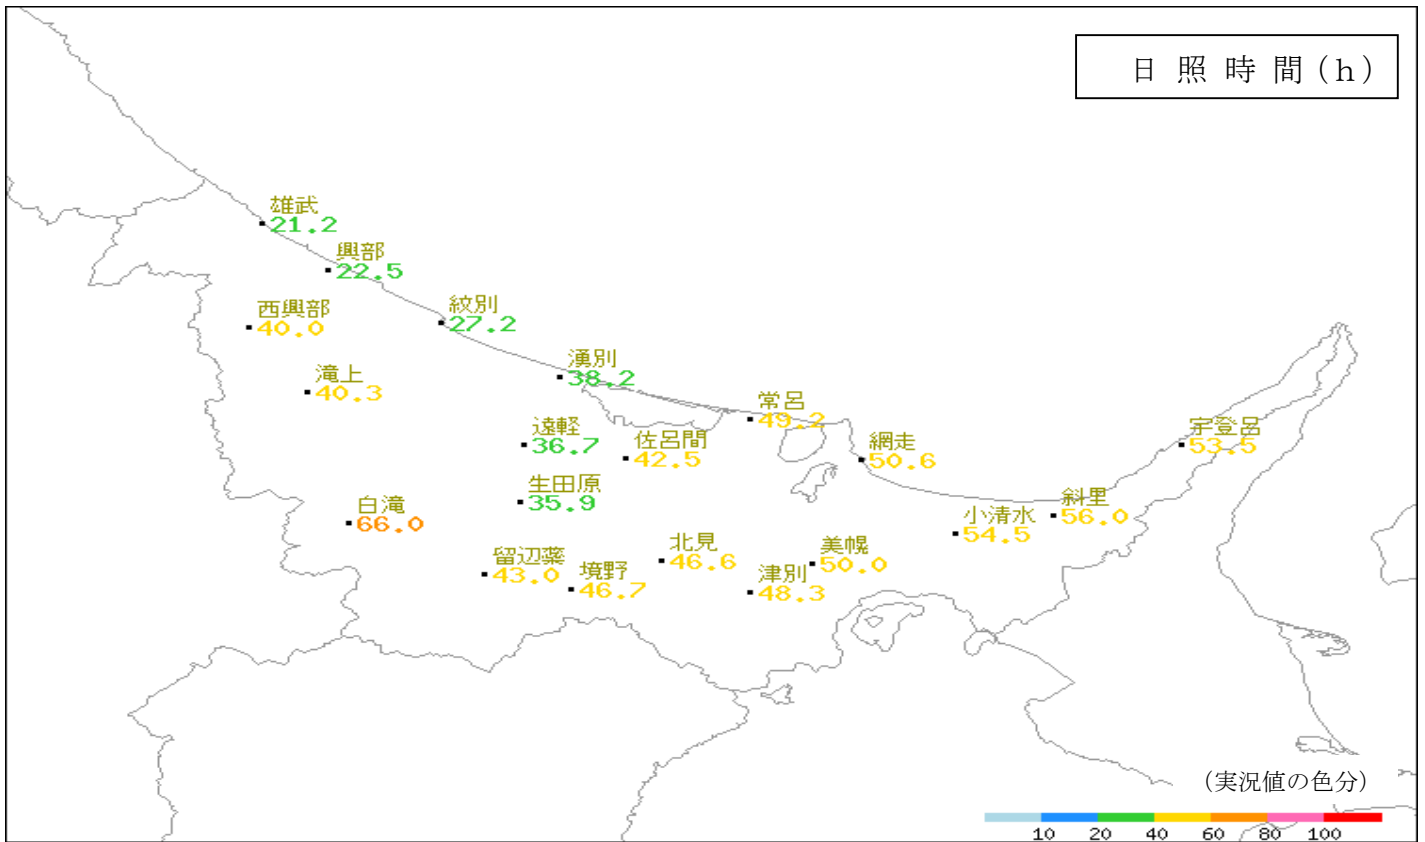 日照時間(h)
雄武
21.2
興部
22.5
西興部
40.0
紋別
27.2
滝上
40.3
湧別
38.2
常呂
49.2
遠軽
36.7
佐呂間
42.5
網走
50.6
宇登呂
53.5
生田原
35.9
白滝
66.0
斜里
56.0
小清水
54.5
留辺蘂
43.0
境野
46.7
北見
46.6
美幌
50.0
津別
48.3
(実況値の色分)
10 20 40 60 80 100